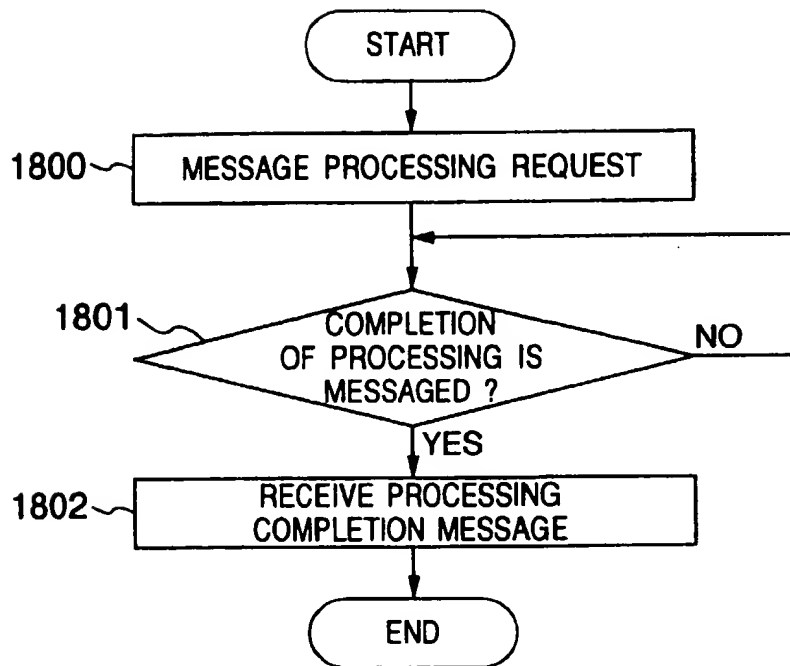 START
1800
MESSAGE PROCESSING REQUEST
1801
COMPLETION
OF PROCESSING IS
MESSAGED ?
NO
YES
1802
RECEIVE PROCESSING
COMPLETION MESSAGE
END